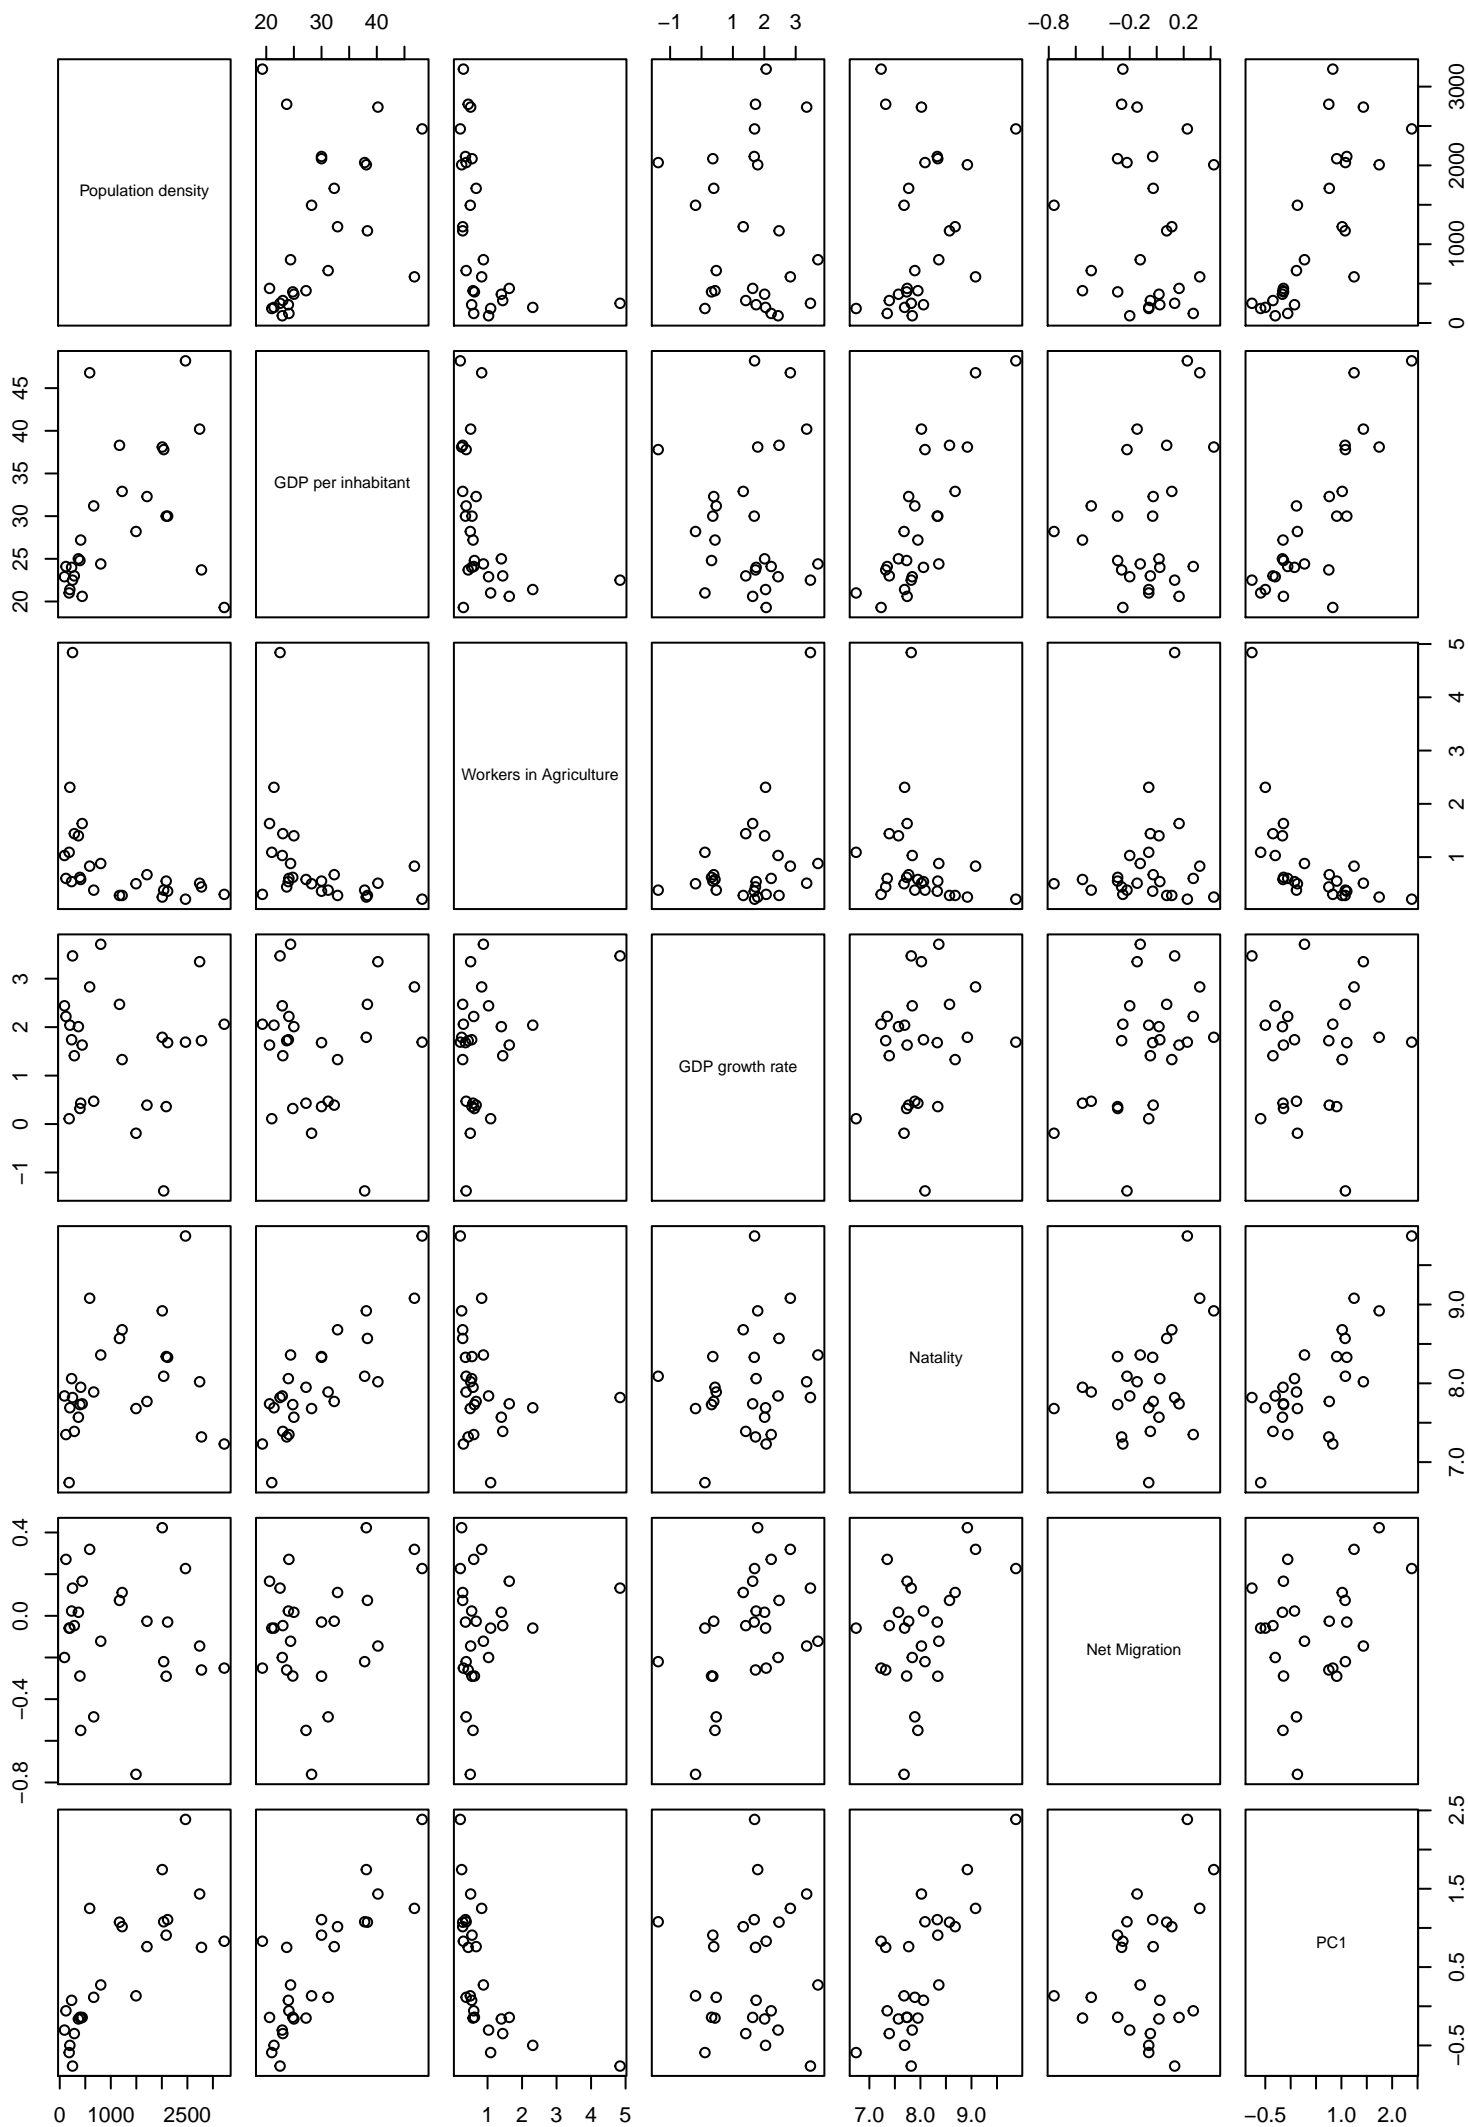 20 30 40 −1 1 2 3 −0.8 −0.2 0.2
Population density
0 1000 2000 3000
20 25 30 35 40 45
GDP per inhabitant
Workers in Agriculture
1 2 3 4 5
−1 0 1 2 3
GDP growth rate
Natality
7.0 8.0 9.0
−0.8 −0.4 0.0 0.4
Net Migration
PC1
−0.5 0.5 1.5 2.5
0 1000 2500 1 2 3 4 5 7.0 8.0 9.0 −0.5 1.0 2.0